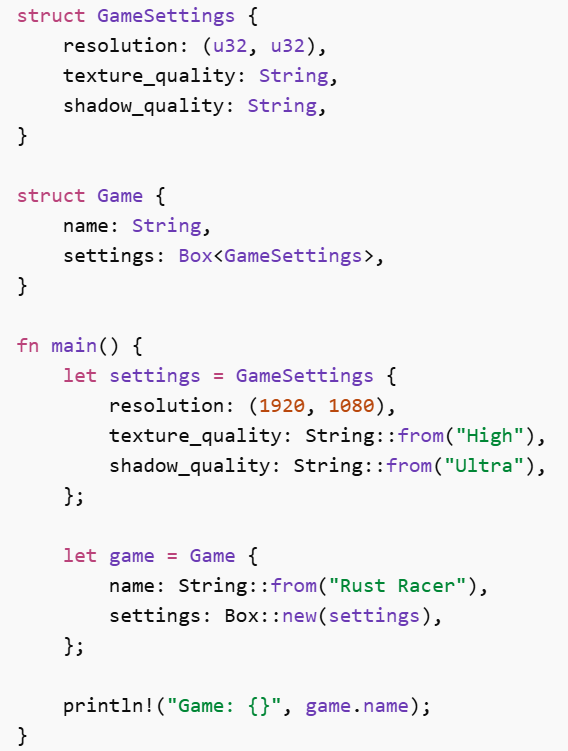 struct GameSettings {
    resolution: (u32, u32),
    texture_quality: String,
    shadow_quality: String,
}

struct Game {
    name: String,
    settings: Box<GameSettings>,
}

fn main() {
    let settings = GameSettings {
        resolution: (1920, 1080),
        texture_quality: String::from("High"),
        shadow_quality: String::from("Ultra"),
    };

    let game = Game {
        name: String::from("Rust Racer"),
        settings: Box::new(settings),
    };

    println!("Game: {}", game.name);
}